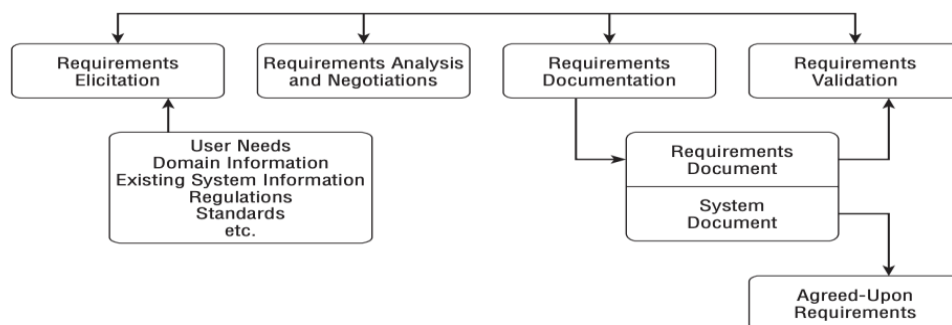 Requirements
Elicitation
Requirements Analysis
and Negotiations
Requirements
Documentation
Requirements
Validation
User Needs
Domain Information
Existing System Information
Regulations
Standards
etc.
Requirements
Document
System
Document
Agreed-Upon
Requirements